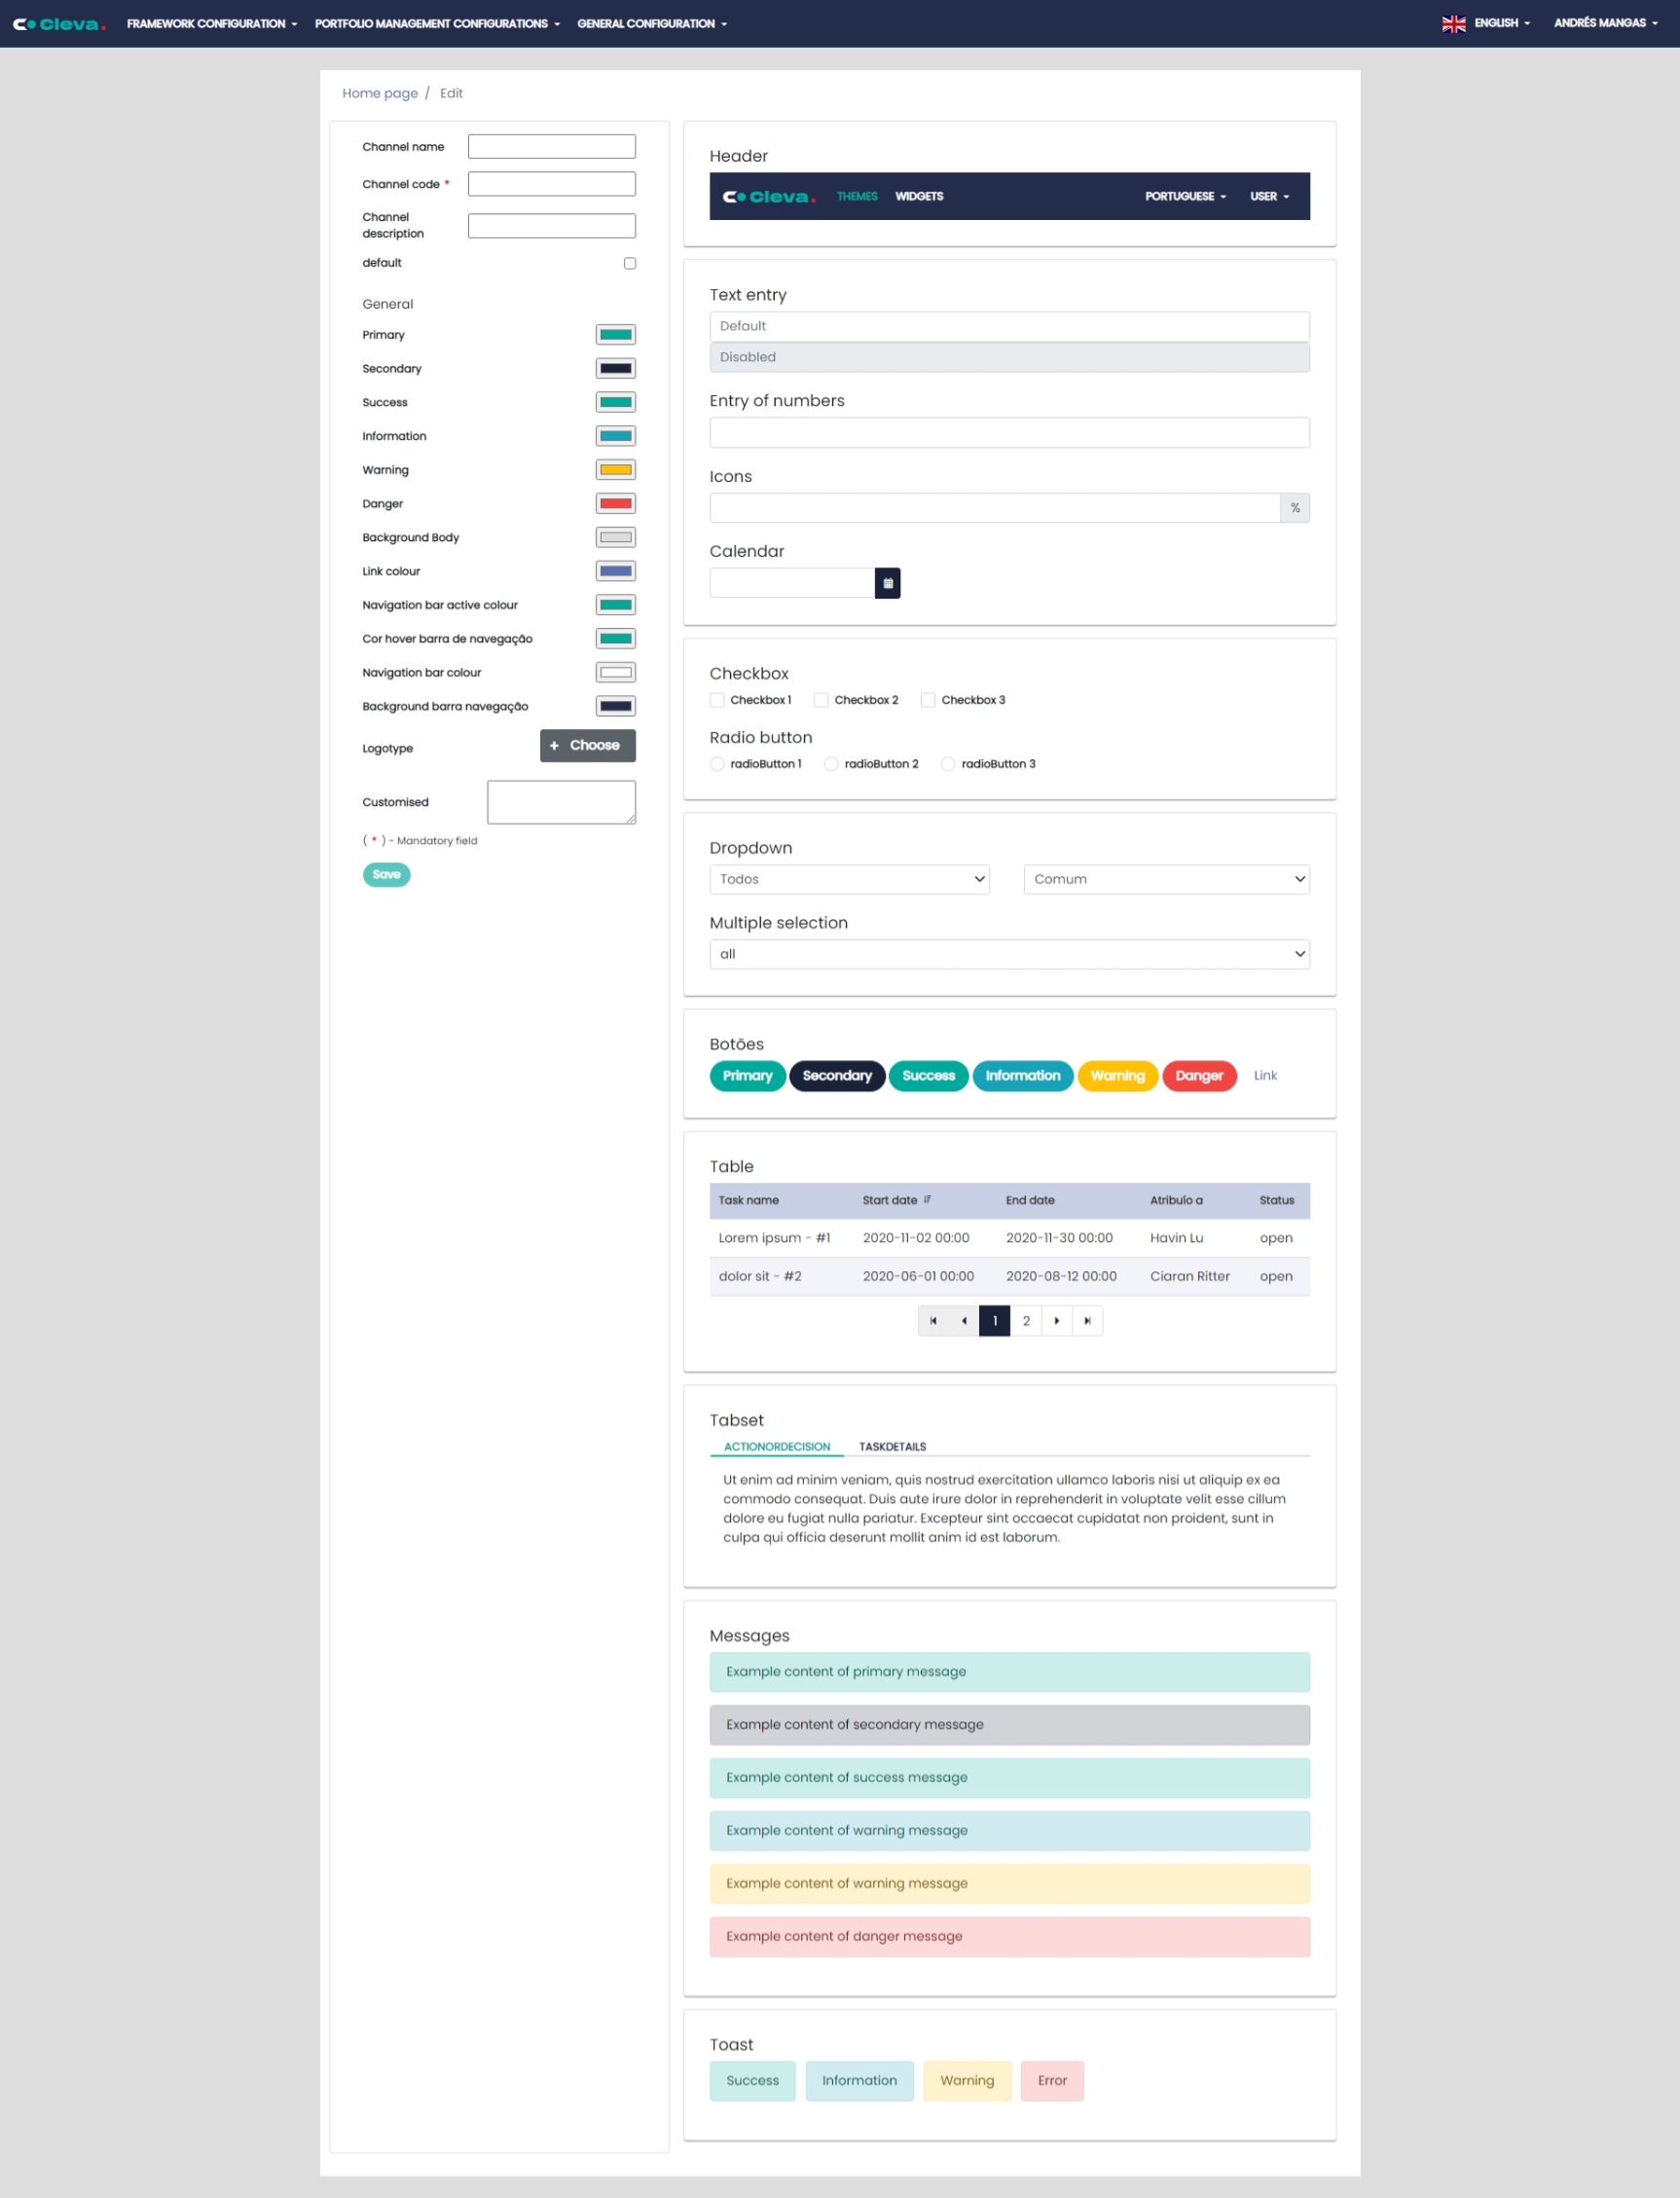 Cleva. FRAMEWORK CONFIGURATION PORTFOLIO MANAGEMENT CONFIGURATIONS GENERAL CONFIGURATION ENGLISH ANDRÉS MANGAS
Home page / Edit
Channel name
Channel code *
Channel
description
default
General
Primary
Secondary
Success
Information
Warning
Danger
Background Body
Link colour
Navigation bar active colour
Cor hover barra de navegação
Navigation bar colour
Background barra navegação
Logotype + Choose
Customised
( * ) - Mandatory field
Save
Header
Cleva. THEMES WIDGETS PORTUGUESE USER
Text entry
Default
Disabled
Entry of numbers
Icons
%
Calendar
Checkbox
Checkbox 1 Checkbox 2 Checkbox 3
Radio button
radioButton 1 radioButton 2 radioButton 3
Dropdown
Todos Comum
Multiple selection
all
Botões
Primary Secondary Success Information Warning Danger Link
Table
Task name Start date End date Atribuío a Status
Lorem ipsum - #1 2020-11-02 00:00 2020-11-30 00:00 Havin Lu open
dolor sit - #2 2020-06-01 00:00 2020-08-12 00:00 Ciaran Ritter open
1 2
Tabset
ACTIONORDECISION TASKDETAILS
Ut enim ad minim veniam, quis nostrud exercitation ullamco laboris nisi ut aliquip ex ea
commodo consequat. Duis aute irure dolor in reprehenderit in voluptate velit esse cillum
dolore eu fugiat nulla pariatur. Excepteur sint occaecat cupidatat non proident, sunt in
culpa qui officia deserunt mollit anim id est laborum.
Messages
Example content of primary message
Example content of secondary message
Example content of success message
Example content of warning message
Example content of warning message
Example content of danger message
Toast
Success Information Warning Error